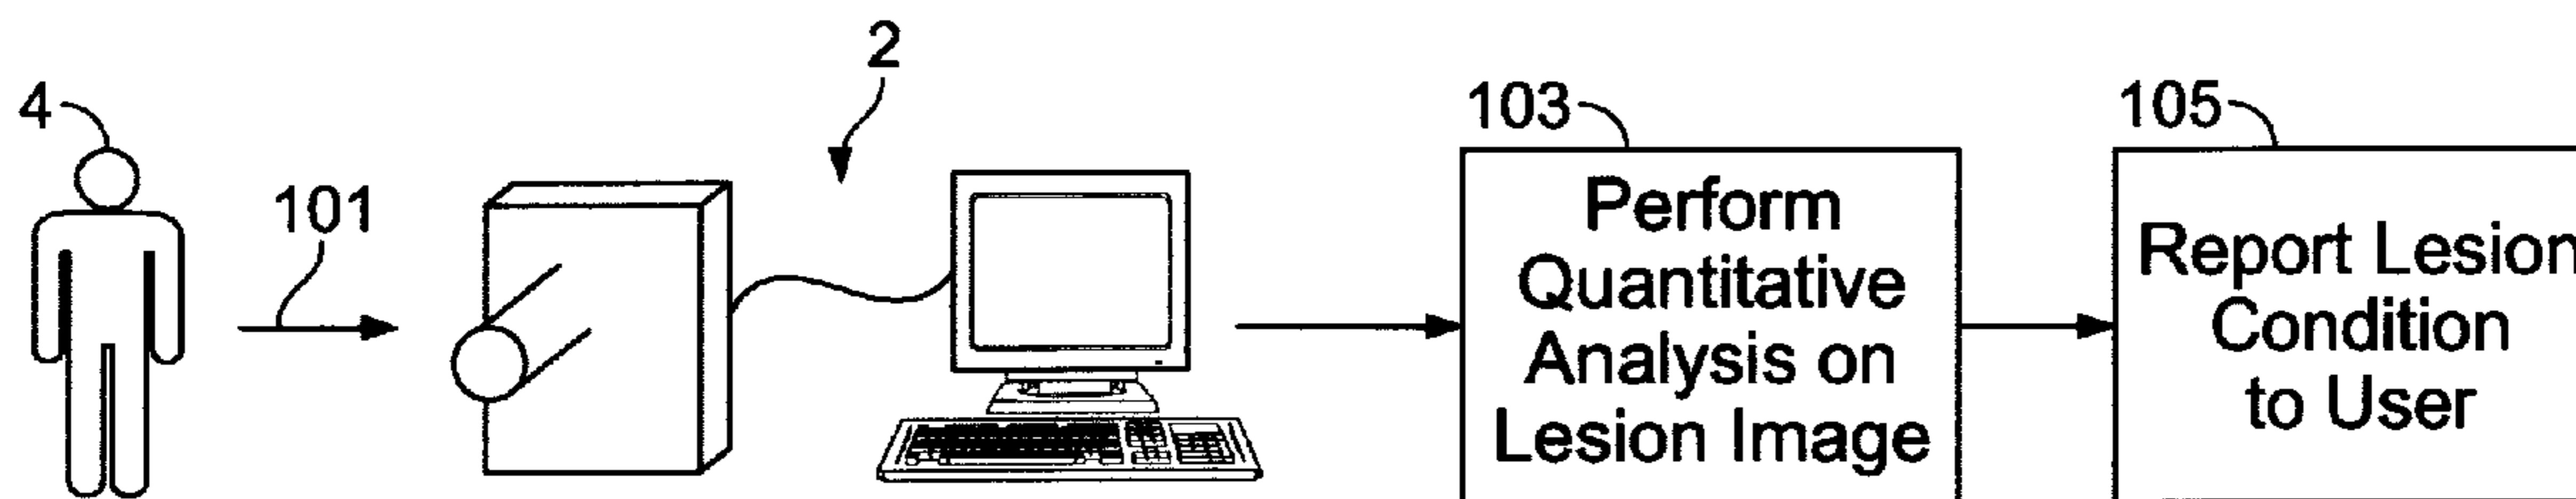 2
4
101
103
105
Perform
Quantitative
Analysis on
Lesion Image
Report Lesion
Condition
to User